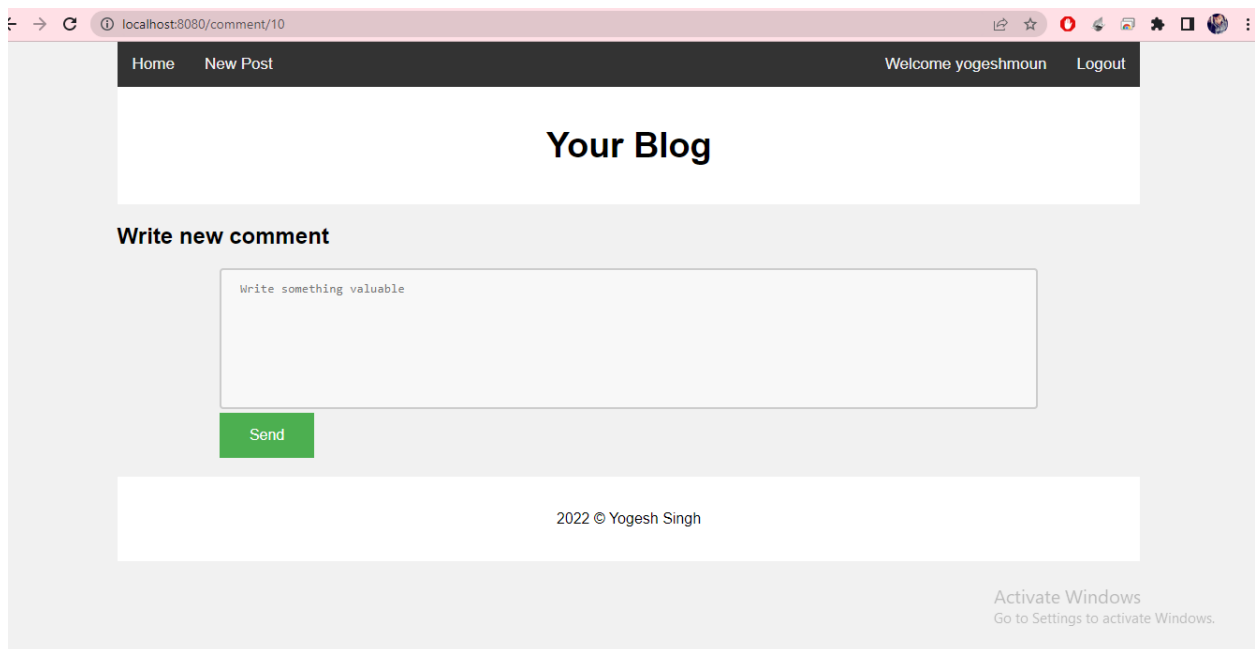 localhost:8080/comment/10
Home New Post Welcome yogeshmoun Logout
Your Blog
Write new comment
Write something valuable
Send
2022 © Yogesh Singh
Activate Windows
Go to Settings to activate Windows.